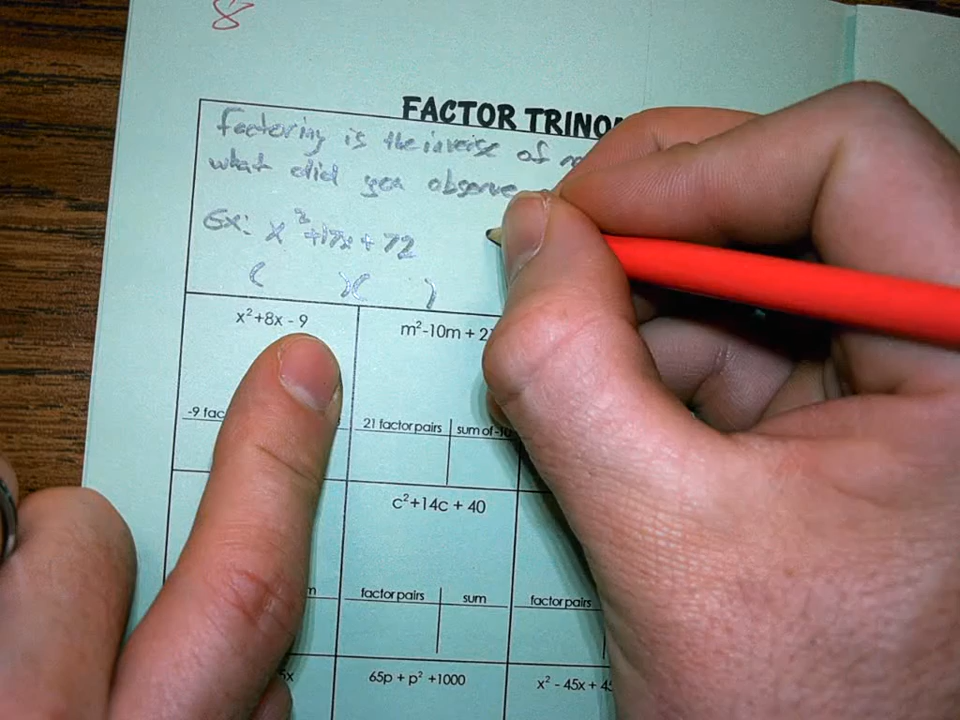 8
FACTOR TRINO
factoring is the inverse of
what did you observe
Ex: x² +17x + 72
( )( )
x²+8x - 9
m²-10m + 2
-9 fac
21 factor pairs
sum of -10
c²+14c + 40
factor pairs
sum
factor pairs
65p + p² +1000
x² - 45x + 4
5x